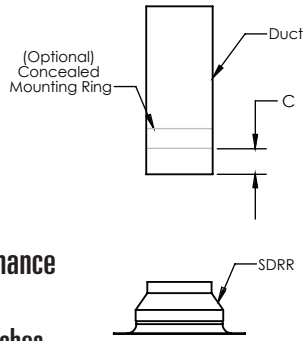 Duct
(Optional)
Concealed
Mounting Ring
C
SDRR